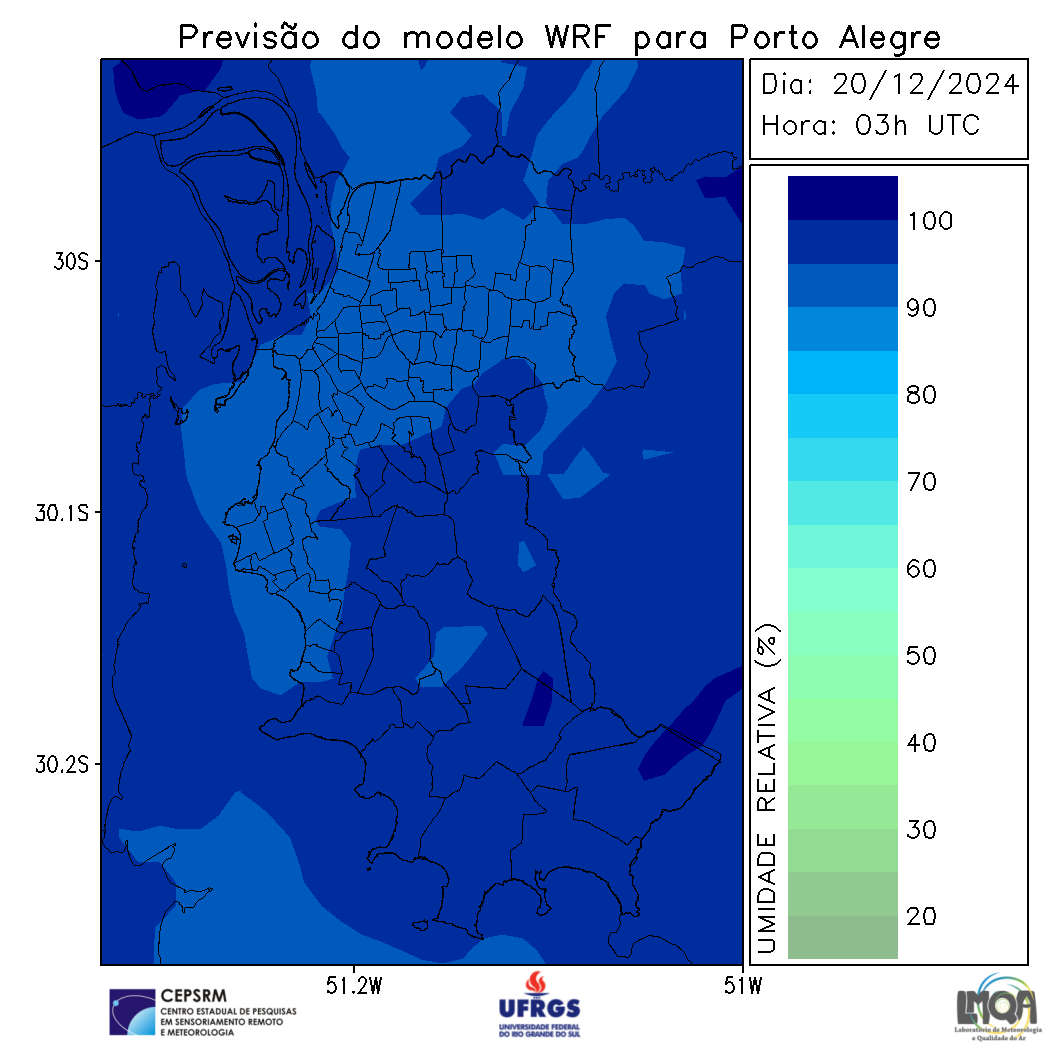 Previsão do modelo WRF para Porto Alegre
Dia: 20/12/2024
Hora: 03h UTC
100
90
80
70
60
50
40
30
20
UMIDADE RELATIVA (%)
30S
30.1S
30.2S
51.2W
51W
CEPSRM
CENTRO ESTADUAL DE PESQUISAS
EM SENSORIAMENTO REMOTO
E METEOROLOGIA
UFRGS
UNIVERSIDADE FEDERAL
DO RIO GRANDE DO SUL
LMQA
Laboratório de Meteorologia
e Qualidade do Ar